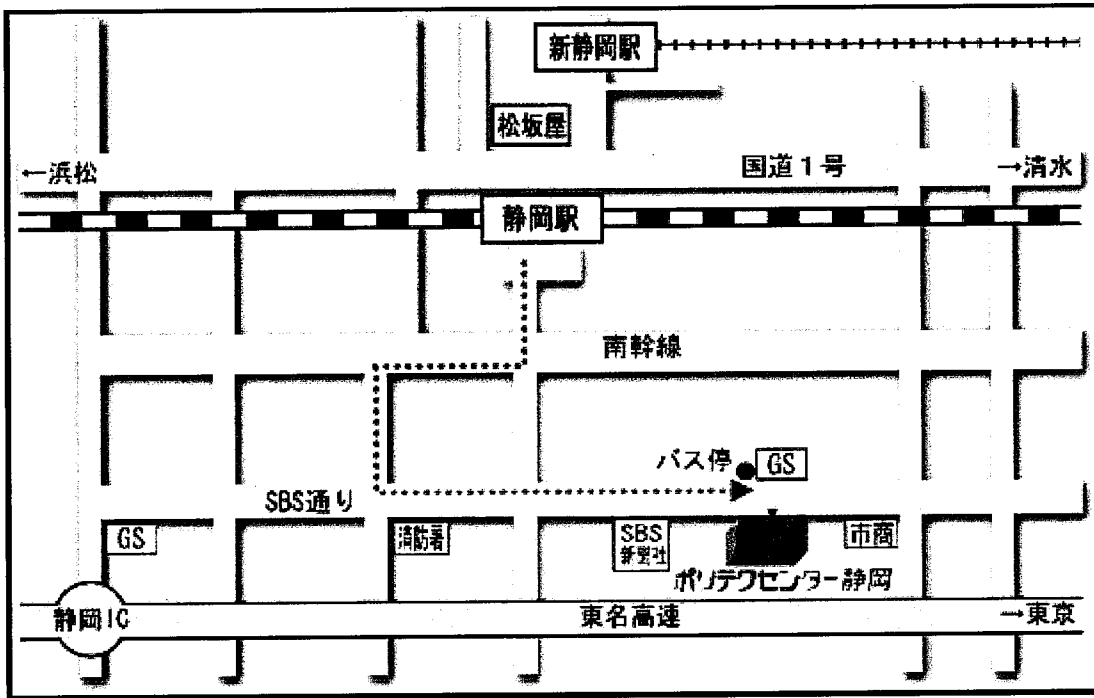 新静岡駅
松坂屋
国道1号
←浜松
→清水
静岡駅
南幹線
バス停
GS
SBS通り
GS
消防署
SBS
新聞社
市商
ポリテクセンター静岡
静岡IC
東名高速
→東京